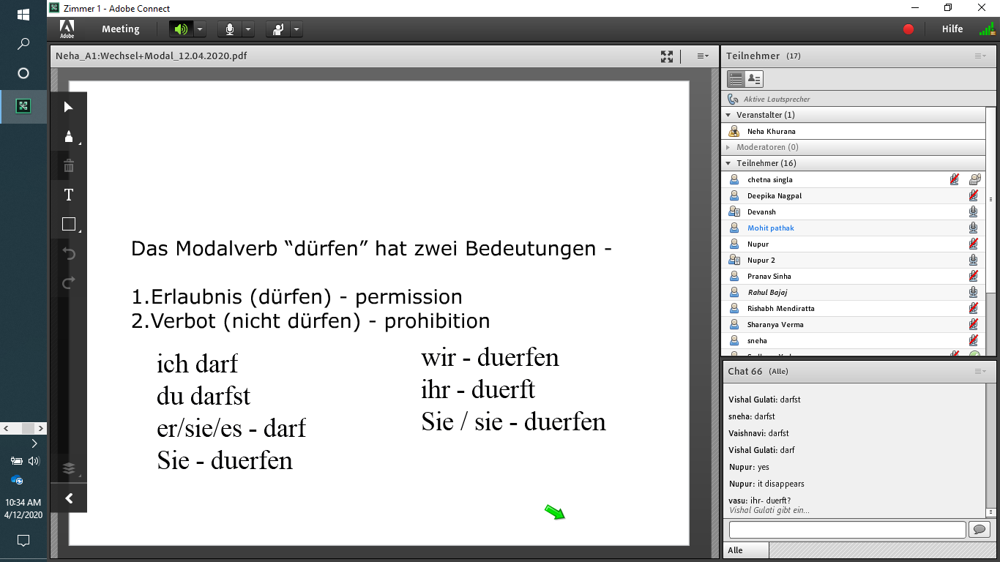 Zimmer 1 - Adobe Connect
Adobe
Meeting
Hilfe
Neha_A1:Wechsel+Modal_12.04.2020.pdf
T
Das Modalverb “dürfen” hat zwei Bedeutungen -
1.Erlaubnis (dürfen) - permission
2.Verbot (nicht dürfen) - prohibition
ich darf
du darfst
er/sie/es - darf
Sie - duerfen
wir - duerfen
ihr - duerft
Sie / sie - duerfen
Teilnehmer (17)
Aktive Lautsprecher
Veranstalter (1)
Neha Khurana
Moderatoren (0)
Teilnehmer (16)
chetna singla
Deepika Nagpal
Devansh
Mohit pathak
Nupur
Nupur 2
Pranav Sinha
Rahul Bajaj
Rishabh Mendiratta
Sharanya Verma
sneha
Chat 66 (Alle)
Vishal Gulati: darfst
sneha: darfst
Vaishnavi: darfst
Vishal Gulati: darf
Nupur: yes
Nupur: it disappears
vasu: ihr- duerft?
Vishal Gulati gibt ein...
Alle
10:34 AM
4/12/2020